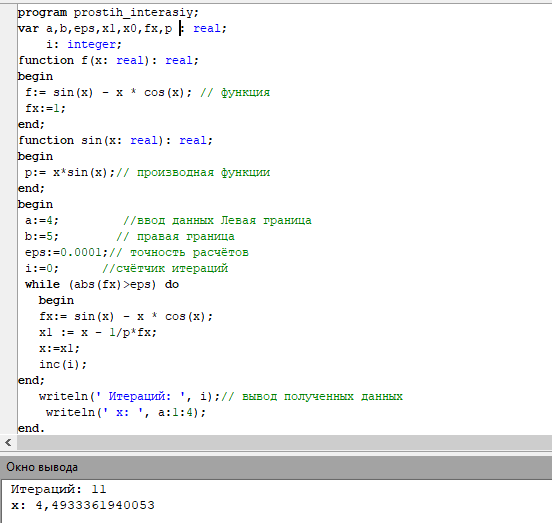 program prostih_interasiy;
var a,b,eps,x1,x0,fx,p : real;
    i: integer;
function f(x: real): real;
begin
 f:= sin(x) - x * cos(x); // функция
 fx:=1;
end;
function sin(x: real): real;
begin
 p:= x*sin(x);// производная функции
end;
begin
 a:=4;         //ввод данных Левая граница
 b:=5;        // правая граница
 eps:=0.0001;// точность расчётов
 i:=0;      //счётчик итераций
 while (abs(fx)>eps) do
   begin
   fx:= sin(x) - x * cos(x);
   x1 := x - 1/p*fx;
   x:=x1;
   inc(i);
end;
   writeln(' Итераций: ', i);// вывод полученных данных
    writeln(' x: ', a:1:4);
end.
Окно вывода
Итераций: 11
x: 4,4933361940053